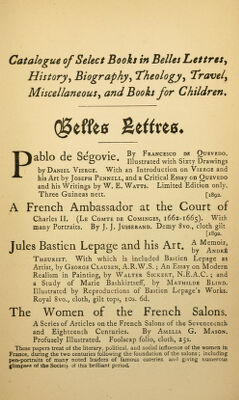 Catalogue of Select Books in Belles Lettres,
History, Biography, Theology, Travel,
Miscellaneous, and Books for Children.
Belles Lettres.
Pablo de Ségovie. By FRANCISCO DE QUEVEDO.
Illustrated with Sixty Drawings
by DANIEL VIERGE. With an Introduction on VIERGE and
his Art by JOSEPH PENNELL, and a Critical Essay on QUEVEDO
and his Writings by W. E. WATTS. Limited Edition only.
Three Guineas nett. [1892.
A French Ambassador at the Court of
Charles II. (LE COMTE DE COMINGES, 1662-1665). With
many Portraits. By J. J. JUSSERAND. Demy 8vo., cloth gilt
[1892.
Jules Bastien Lepage and his Art. A Memoir,
by ANDRÉ
THEURIET. With which is included Bastien Lepage as
Artist, by GEORGE CLAUSEN, A.R.W.S.; An Essay on Modern
Realism in Painting, by WALTER SICKERT, N.E.A.C.; and
a Study of Marie Bashkirtseff, by MATHILDE BLIND.
Illustrated by Reproductions of Bastien Lepage's Works.
Royal 8vo., cloth, gilt tops, 10s. 6d.
The Women of the French Salons.
A Series of Articles on the French Salons of the Seventeenth
and Eighteenth Centuries. By AMELIA G. MASON.
Profusely Illustrated. Foolscap folio, cloth, 25s.
These papers treat of the literary, political, and social influence of the women in
France, during the two centuries following the foundation of the salons; including
pen-portraits of many noted leaders of famous coteries, and giving numerous
glimpses of the Society of this brilliant period.